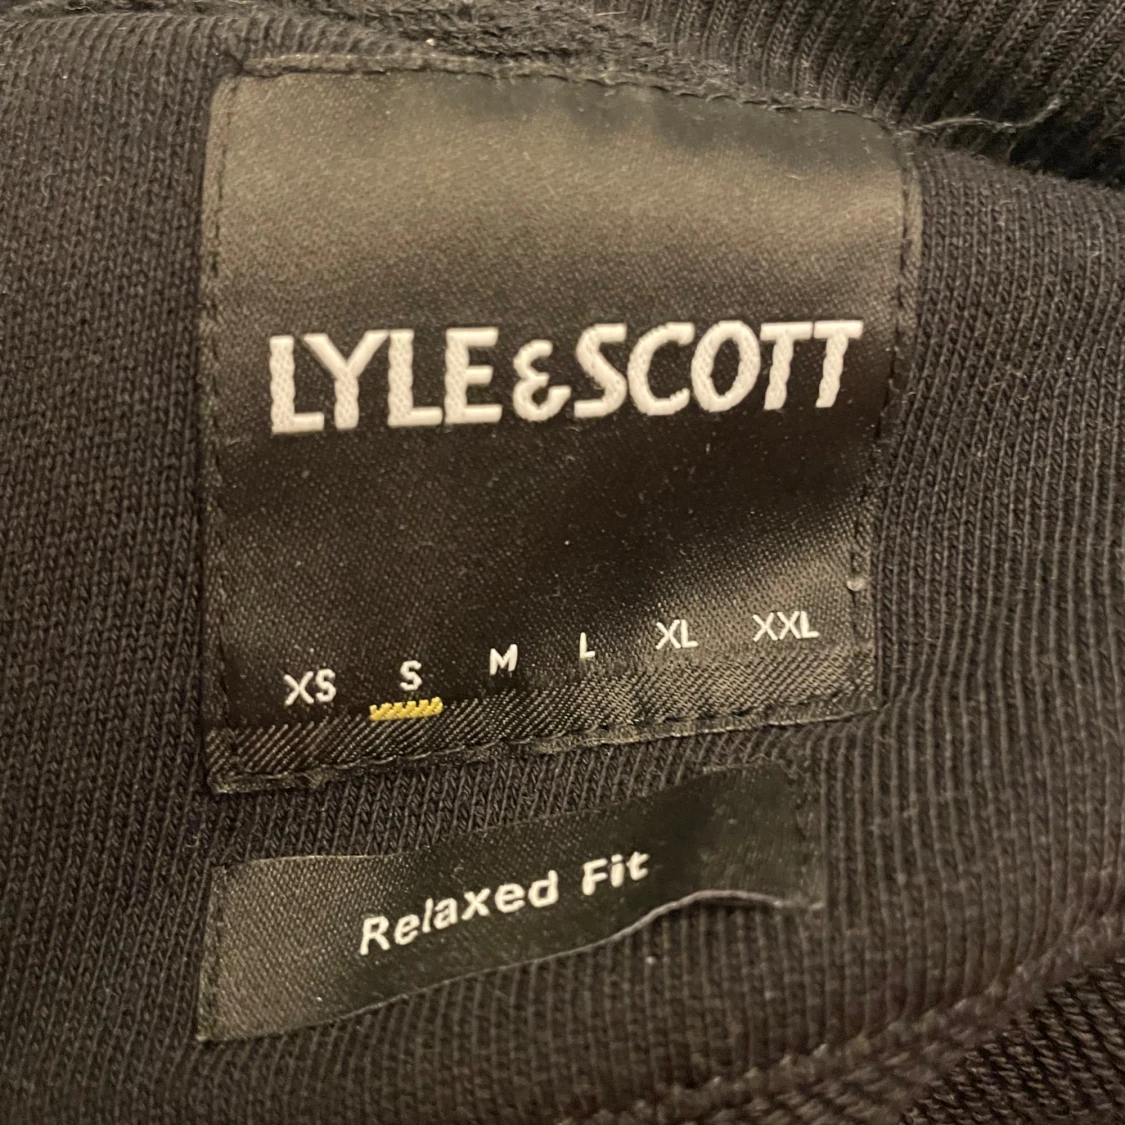 LYLE & SCOTT
XS S M L XL XXL
Relaxed Fit